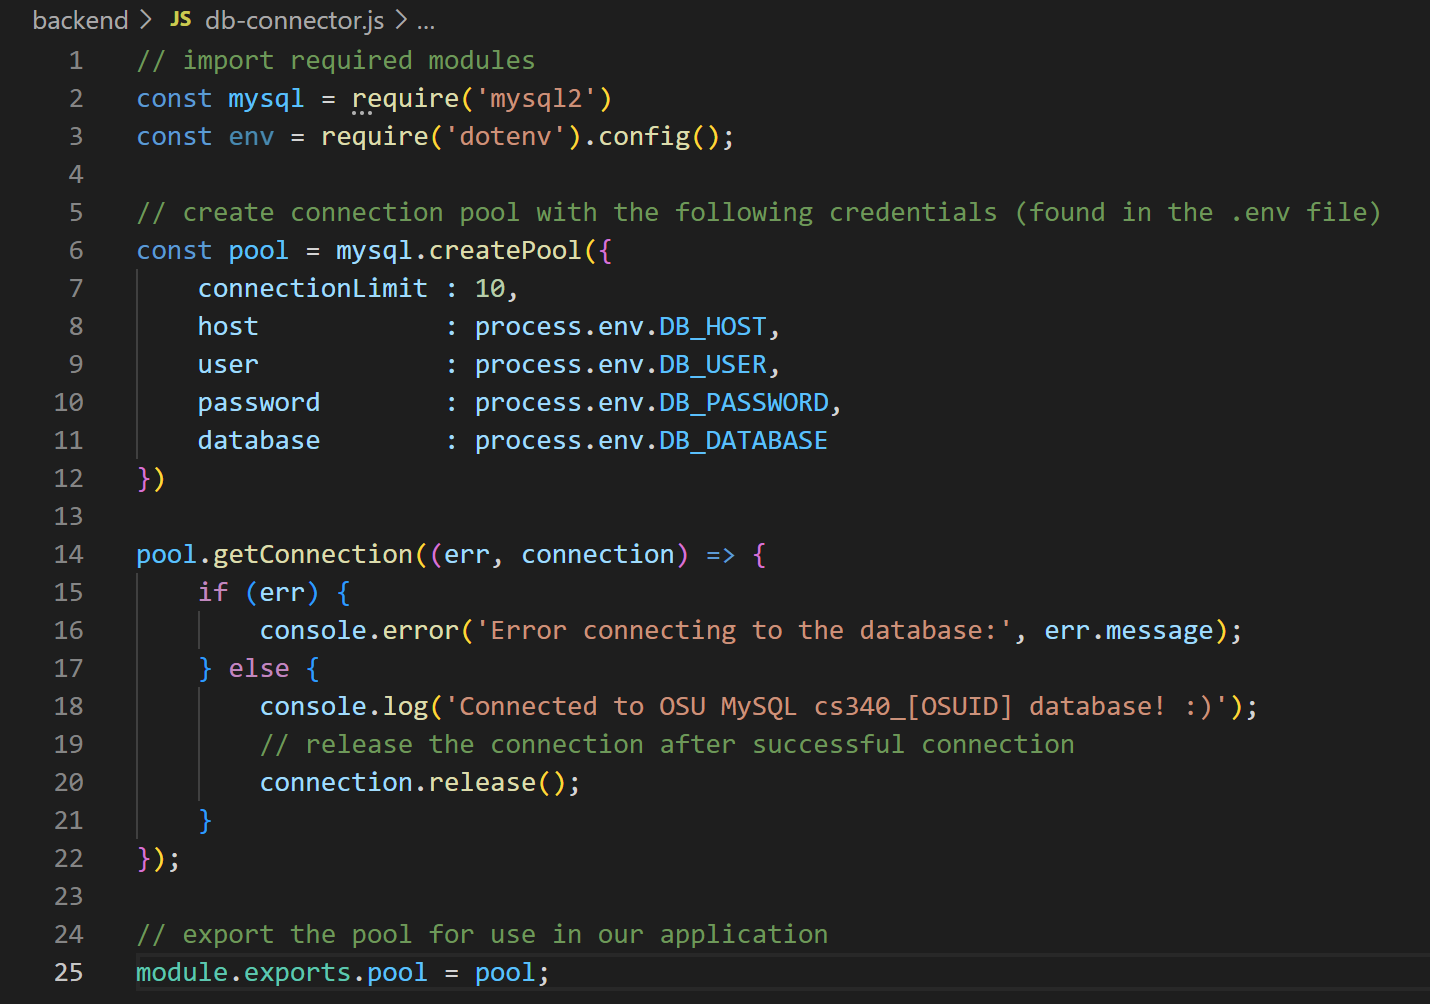 backend > JS db-connector.js > ...
1 // import required modules
2 const mysql = require('mysql2')
3 const env = require('dotenv').config();
4
5 // create connection pool with the following credentials (found in the .env file)
6 const pool = mysql.createPool({
7     connectionLimit : 10,
8     host            : process.env.DB_HOST,
9     user            : process.env.DB_USER,
10     password        : process.env.DB_PASSWORD,
11     database        : process.env.DB_DATABASE
12 })
13
14 pool.getConnection((err, connection) => {
15     if (err) {
16         console.error('Error connecting to the database:', err.message);
17     } else {
18         console.log('Connected to OSU MySQL cs340_[OSUID] database! :)');
19         // release the connection after successful connection
20         connection.release();
21     }
22 });
23
24 // export the pool for use in our application
25 module.exports.pool = pool;